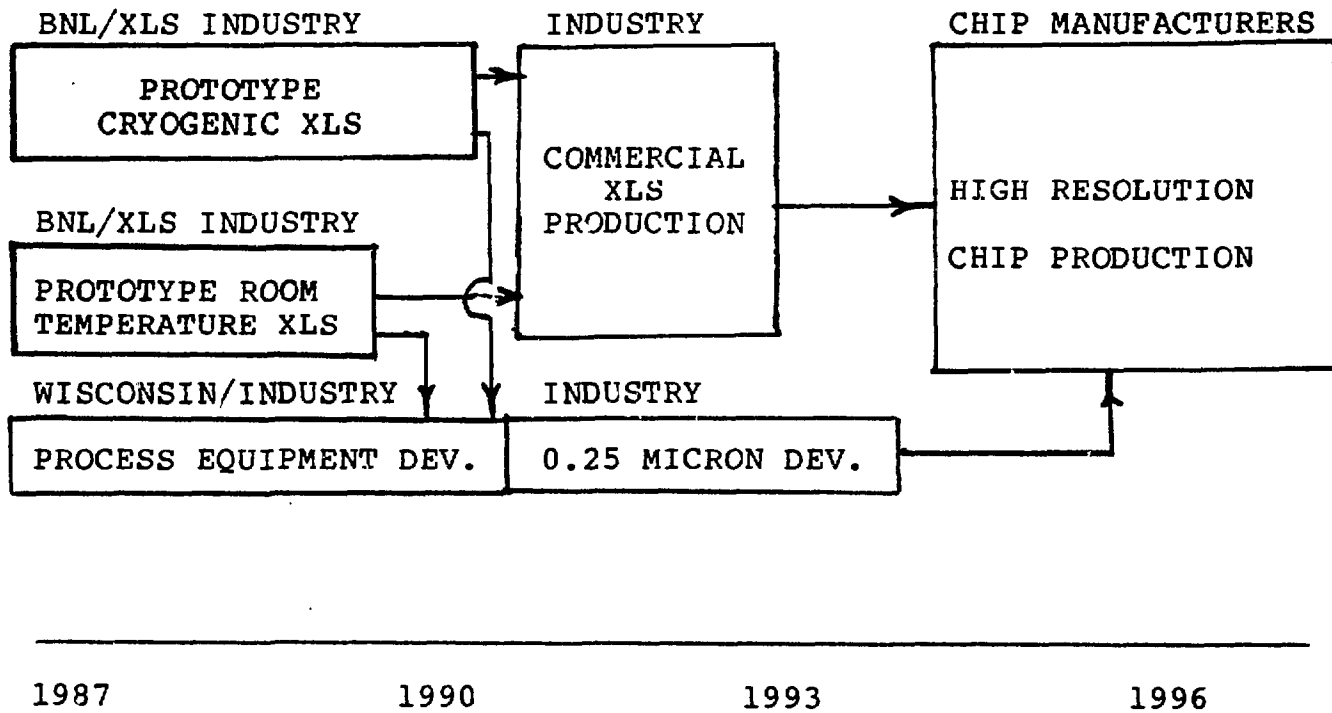 BNL/XLS INDUSTRY
PROTOTYPE
CRYOGENIC XLS
INDUSTRY
COMMERCIAL
XLS
PRODUCTION
CHIP MANUFACTURERS
HIGH RESOLUTION
CHIP PRODUCTION
BNL/XLS INDUSTRY
PROTOTYPE ROOM
TEMPERATURE XLS
WISCONSIN/INDUSTRY
PROCESS EQUIPMENT DEV.
INDUSTRY
0.25 MICRON DEV.
1987 1990 1993 1996